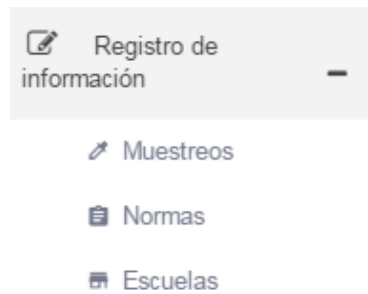 Registro de
información
Muestreos
Normas
Escuelas